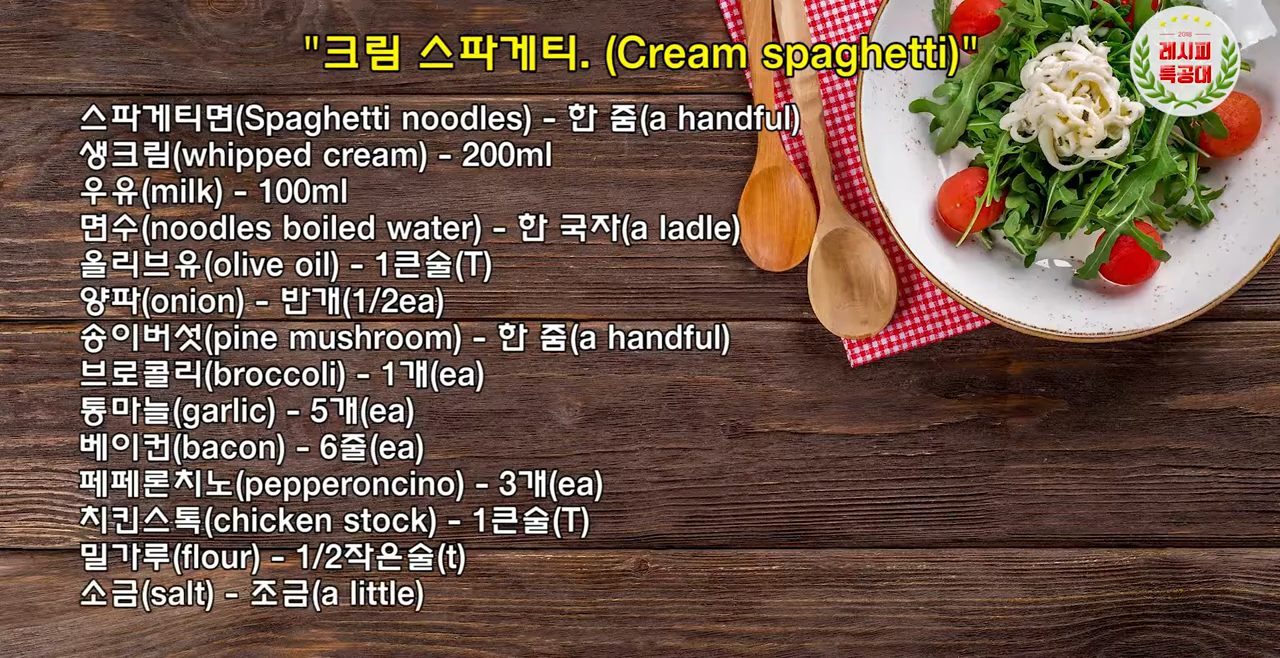 "크림 스파게티. (Cream spaghetti)"
2018
레시피
특공대
스파게티면(Spaghetti noodles) - 한 줌(a handful)
생크림(whipped cream) - 200ml
우유(milk) - 100ml
면수(noodles boiled water) - 한 국자(a ladle)
올리브유(olive oil) - 1큰술(T)
양파(onion) - 반개(1/2ea)
송이버섯(pine mushroom) - 한 줌(a handful)
브로콜리(broccoli) - 1개(ea)
통마늘(garlic) - 5개(ea)
베이컨(bacon) - 6줄(ea)
페페론치노(pepperoncino) - 3개(ea)
치킨스톡(chicken stock) - 1큰술(T)
밀가루(flour) - 1/2작은술(t)
소금(salt) - 조금(a little)